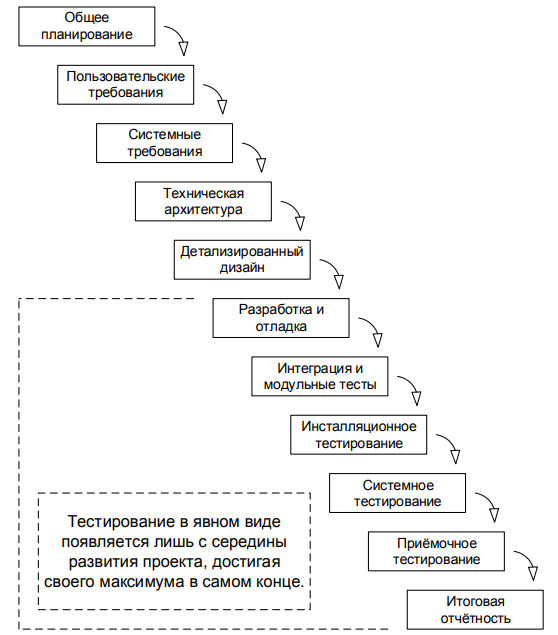 Общее
планирование
Пользовательские
требования
Системные
требования
Техническая
архитектура
Детализированный
дизайн
Разработка и
отладка
Интеграция и
модульные тесты
Инсталляционное
тестирование
Системное
тестирование
Тестирование в явном виде
появляется лишь с середины
развития проекта, достигая
своего максимума в самом конце.
Приёмочное
тестирование
Итоговая
отчётность